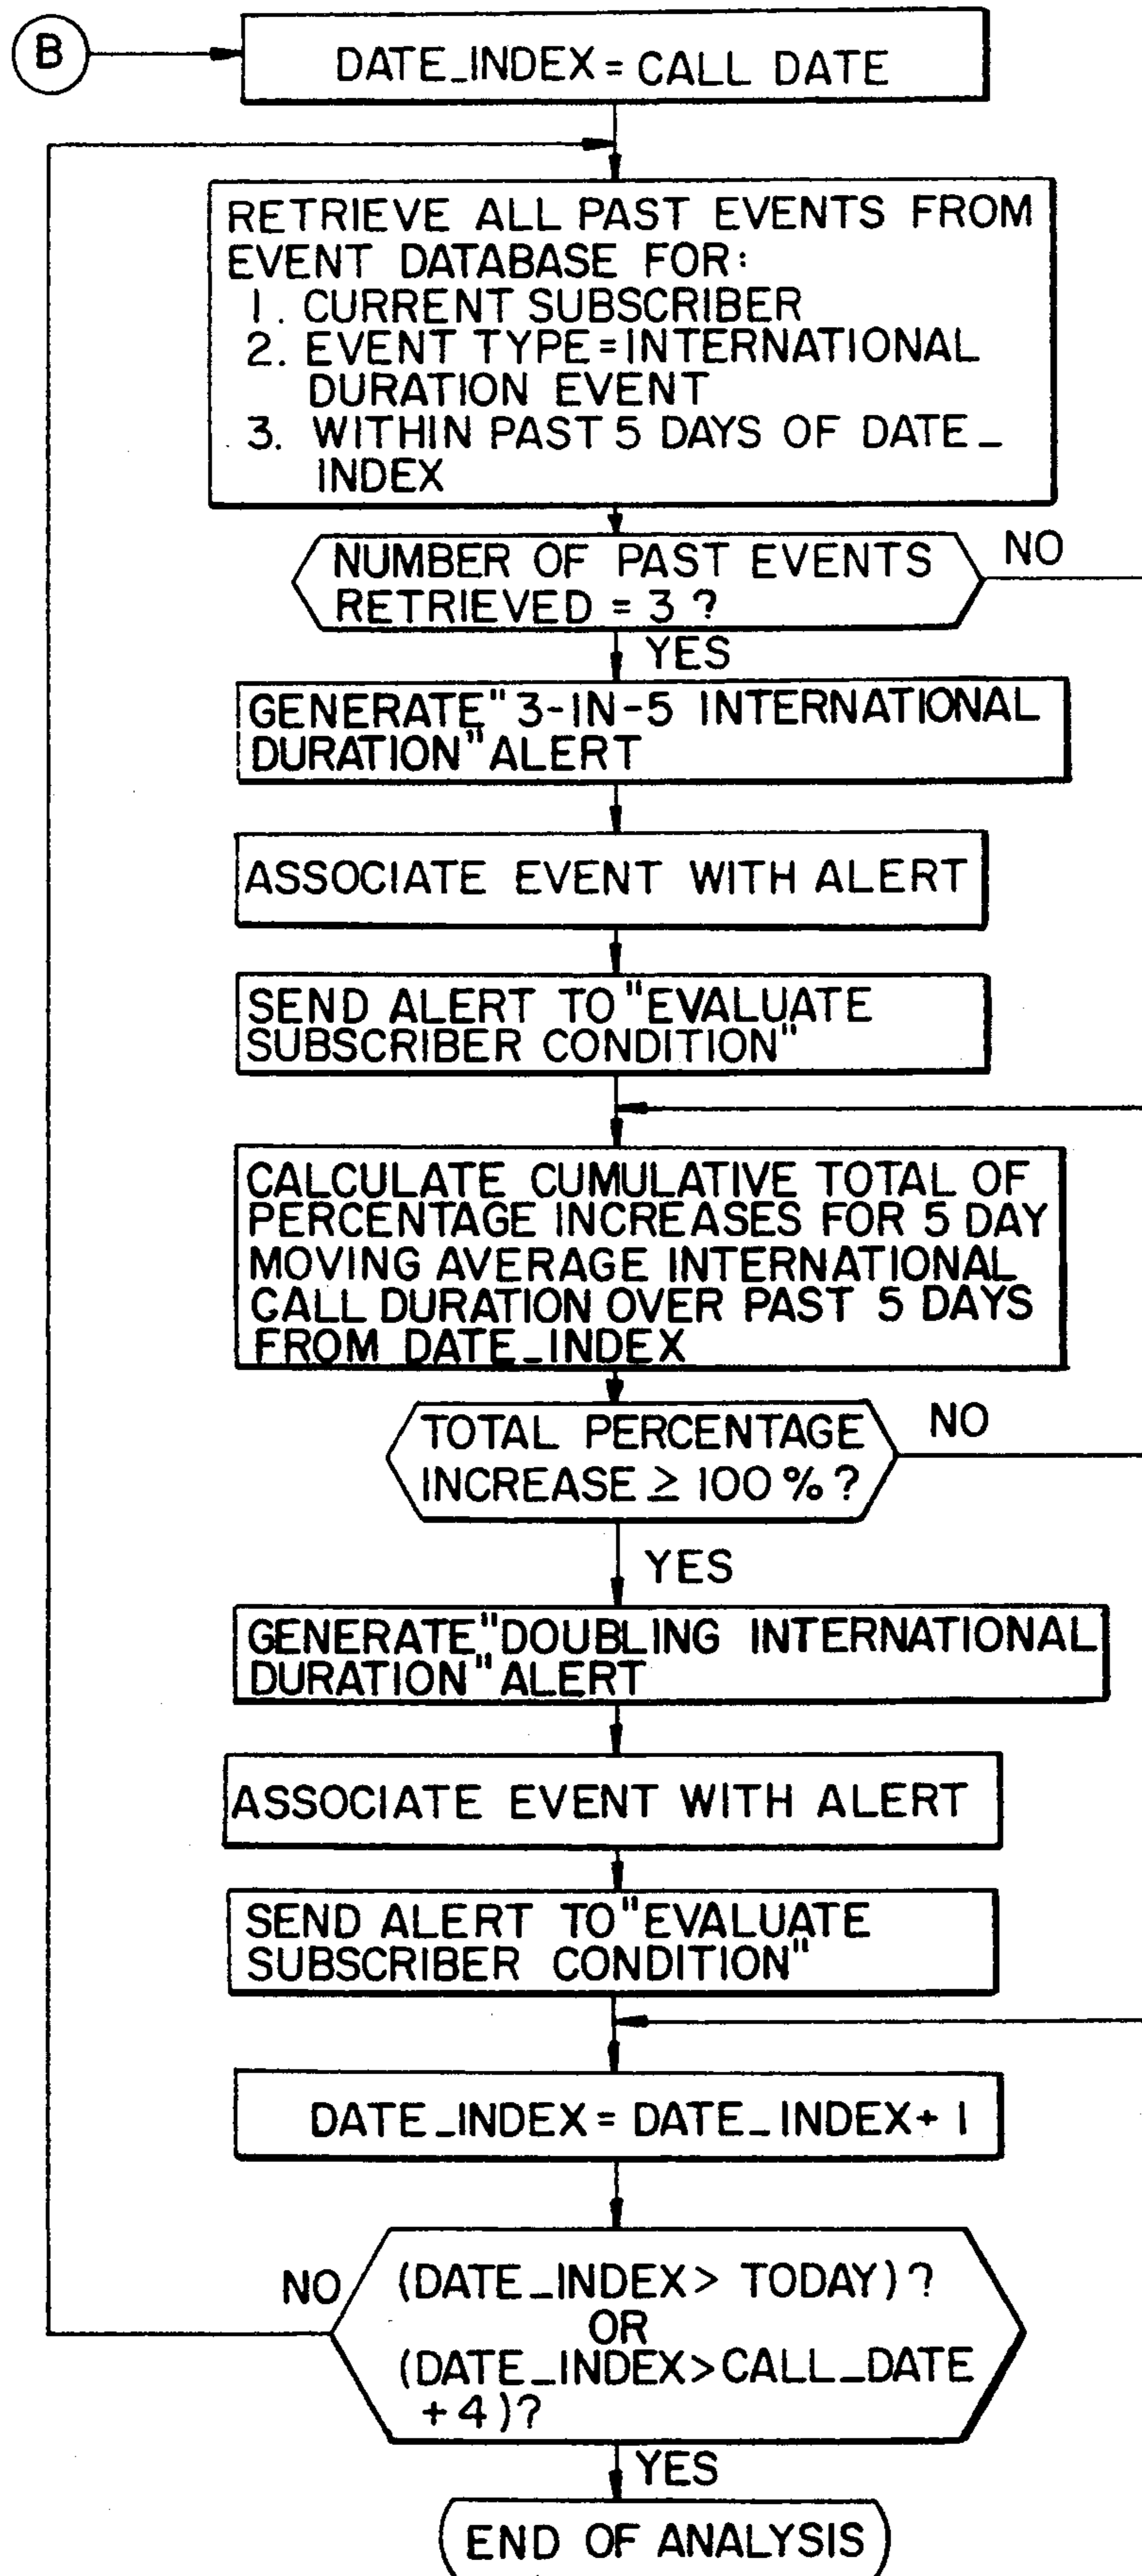 B
DATE_INDEX = CALL DATE
RETRIEVE ALL PAST EVENTS FROM
EVENT DATABASE FOR:
1. CURRENT SUBSCRIBER
2. EVENT TYPE=INTERNATIONAL
DURATION EVENT
3. WITHIN PAST 5 DAYS OF DATE_
INDEX
NUMBER OF PAST EVENTS
RETRIEVED = 3 ?
NO
YES
GENERATE "3-IN-5 INTERNATIONAL
DURATION" ALERT
ASSOCIATE EVENT WITH ALERT
SEND ALERT TO "EVALUATE
SUBSCRIBER CONDITION"
CALCULATE CUMULATIVE TOTAL OF
PERCENTAGE INCREASES FOR 5 DAY
MOVING AVERAGE INTERNATIONAL
CALL DURATION OVER PAST 5 DAYS
FROM DATE_INDEX
TOTAL PERCENTAGE
INCREASE ≥ 100 % ?
NO
YES
GENERATE "DOUBLING INTERNATIONAL
DURATION" ALERT
ASSOCIATE EVENT WITH ALERT
SEND ALERT TO "EVALUATE
SUBSCRIBER CONDITION"
DATE_INDEX = DATE_INDEX + 1
NO
(DATE_INDEX > TODAY) ?
OR
(DATE_INDEX > CALL_DATE
+ 4 ) ?
YES
END OF ANALYSIS